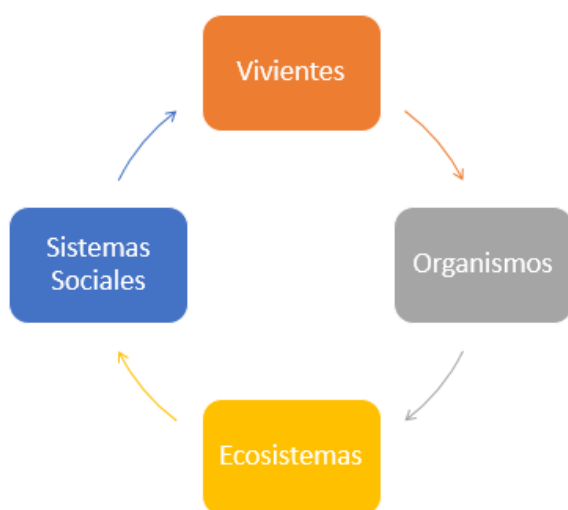 Vivientes
Organismos
Ecosistemas
Sistemas
Sociales